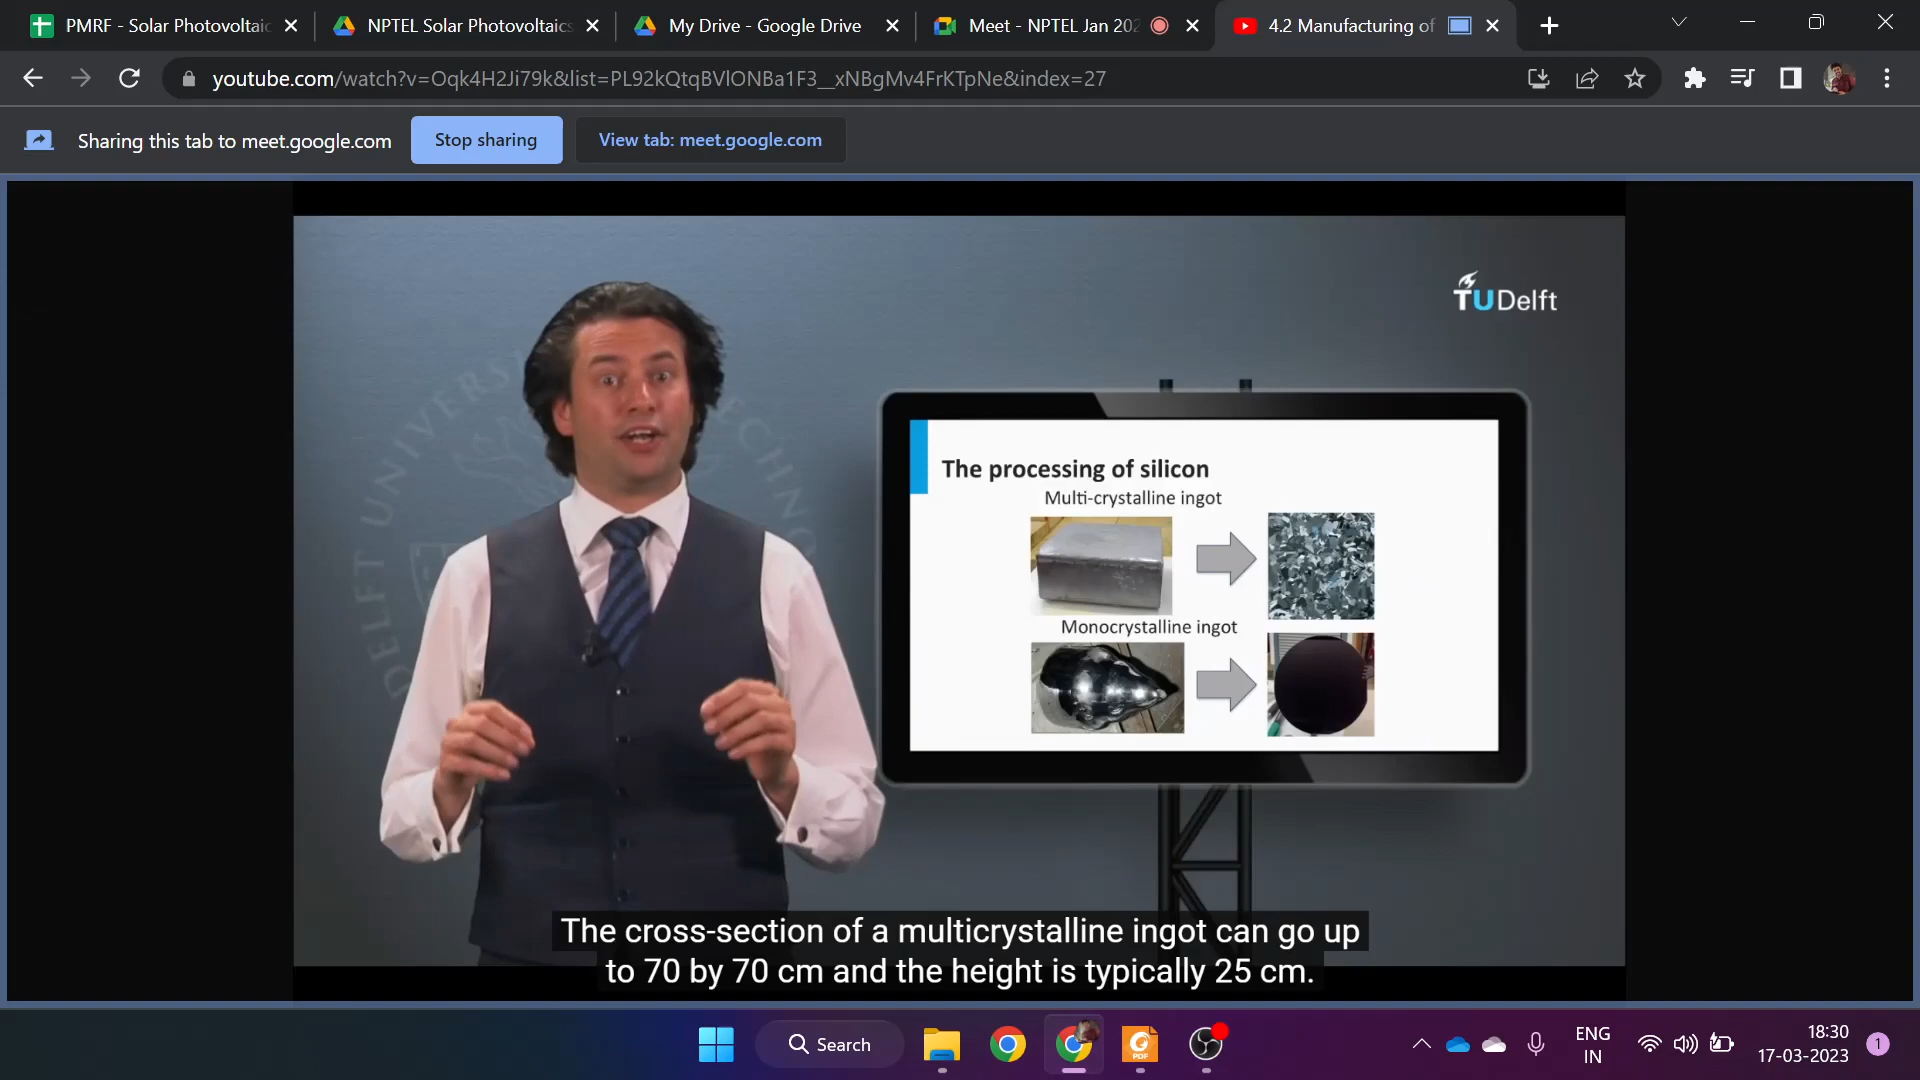 PMRF - Solar Photovoltaic
NPTEL Solar Photovoltaics
My Drive - Google Drive
Meet - NPTEL Jan 202
4.2 Manufacturing of
youtube.com/watch?v=Oqk4H2Ji79k&list=PL92kQtqBVlONBa1F3__xNBgMv4FrKTpNe&index=27
Sharing this tab to meet.google.com
Stop sharing
View tab: meet.google.com
TUDelft
DELFT UNIVERS
ECHNO
The processing of silicon
Multi-crystalline ingot
Monocrystalline ingot
The cross-section of a multicrystalline ingot can go up
to 70 by 70 cm and the height is typically 25 cm.
Search
PDF
ENG
IN
18:30
17-03-2023
1